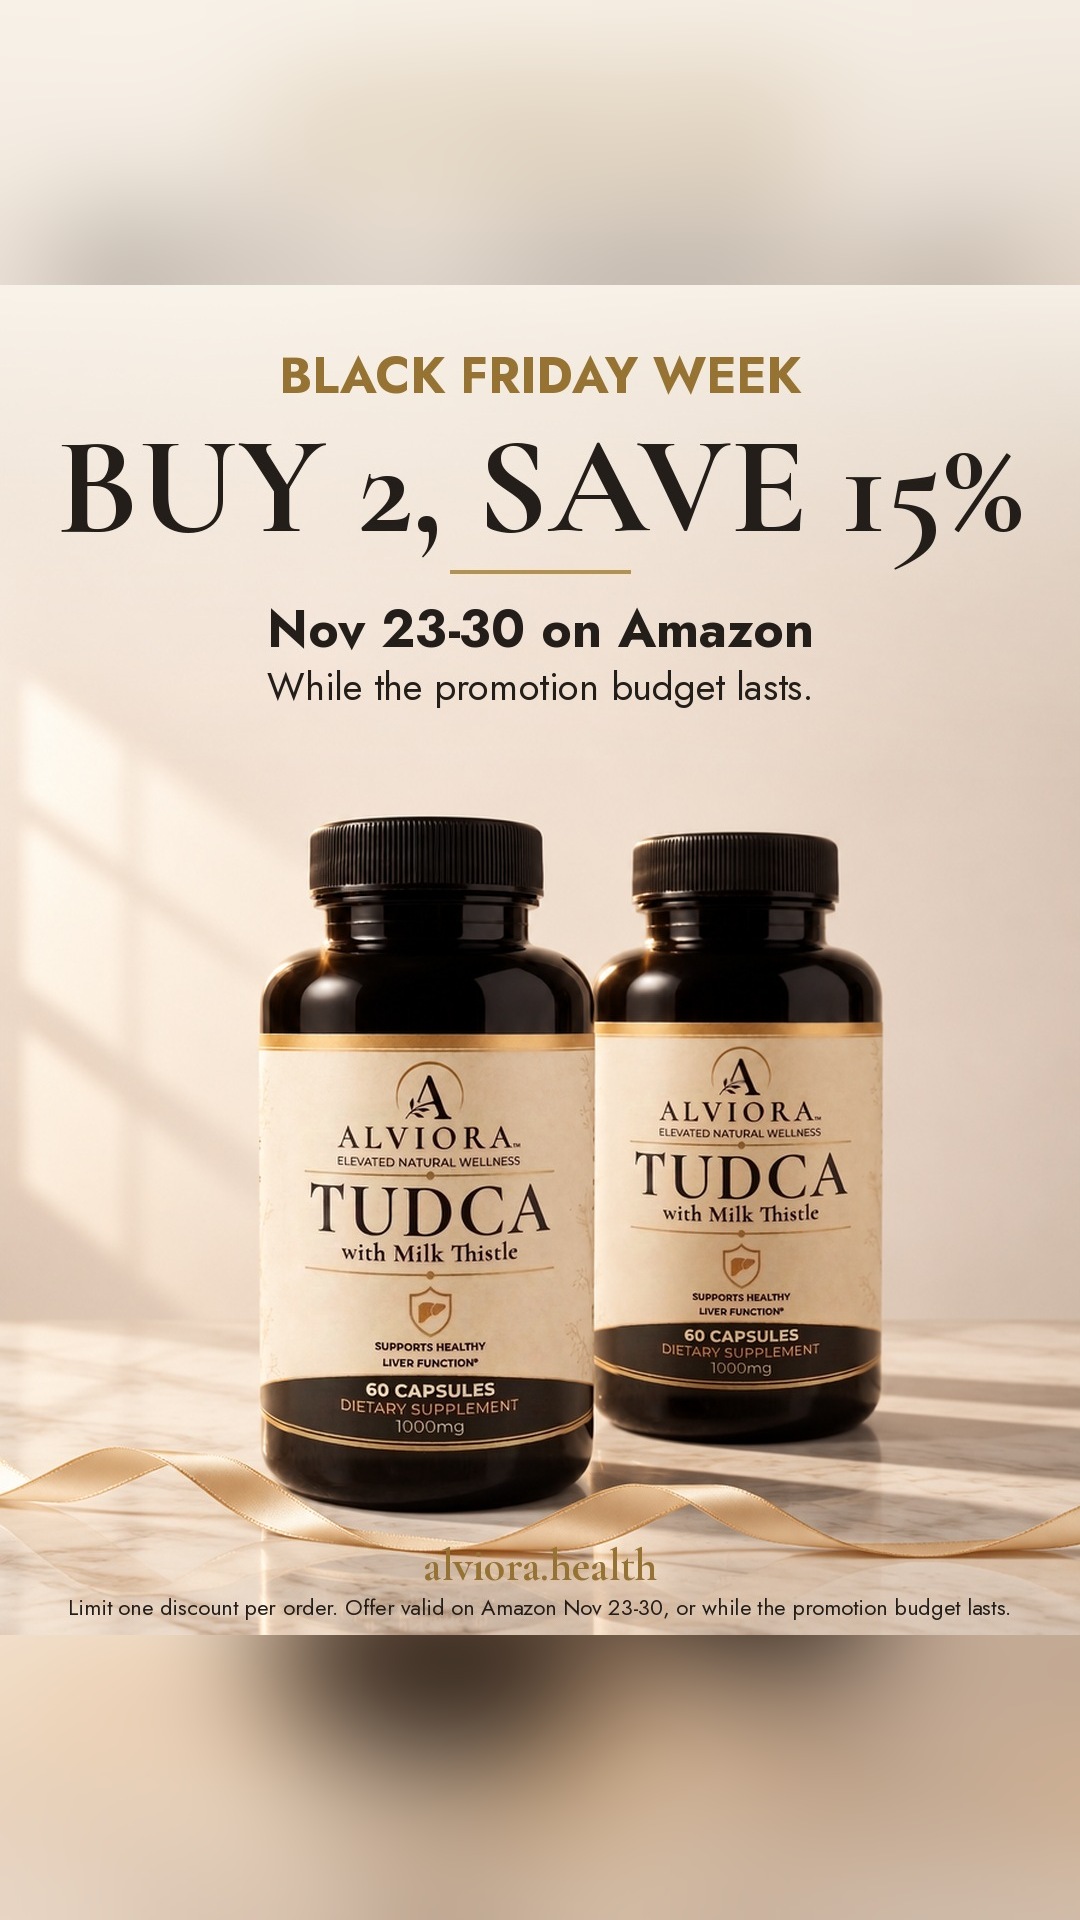 BLACK FRIDAY WEEK
BUY 2, SAVE 15%
Nov 23-30 on Amazon
While the promotion budget lasts.
A
ALVIORA™
ELEVATED NATURAL WELLNESS
TUDCA
with Milk Thistle
SUPPORTS HEALTHY
LIVER FUNCTION*
60 CAPSULES
DIETARY SUPPLEMENT
1000mg
A
ALVIORA™
ELEVATED NATURAL WELLNESS
TUDCA
with Milk Thistle
SUPPORTS HEALTHY
LIVER FUNCTION*
60 CAPSULES
DIETARY SUPPLEMENT
1000mg
alviora.health
Limit one discount per order. Offer valid on Amazon Nov 23-30, or while the promotion budget lasts.